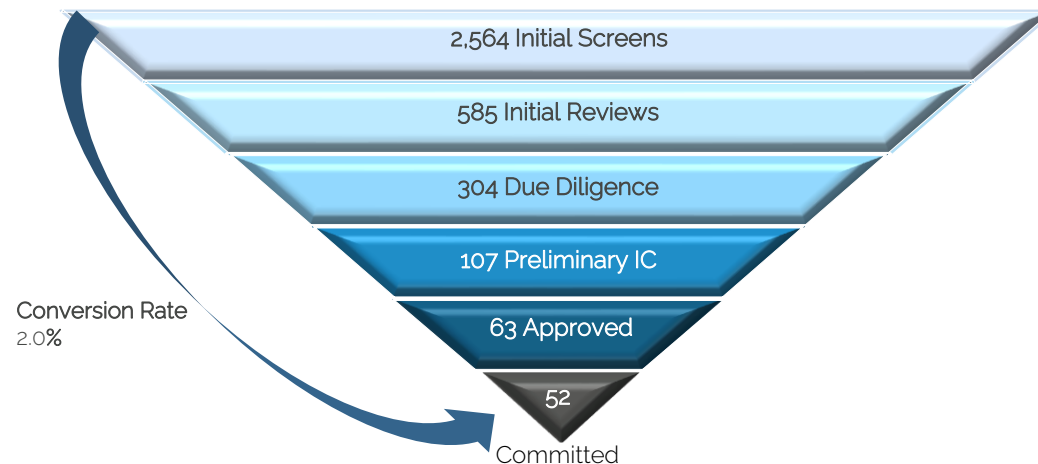 2,564 Initial Screens
585 Initial Reviews
304 Due Diligence
107 Preliminary IC
Conversion Rate
2.0%
63 Approved
52
Committed